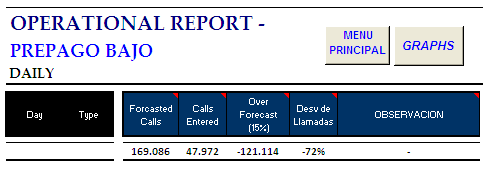 OPERATIONAL REPORT -
PREPAGO BAJO
DAILY
MENU
PRINCIPAL
GRAPHS
Day Type Forcasted Calls Calls Entered Over Forecast (15%) Desv de Llamadas OBSERVACION
169.086 47.972 -121.114 -72% -